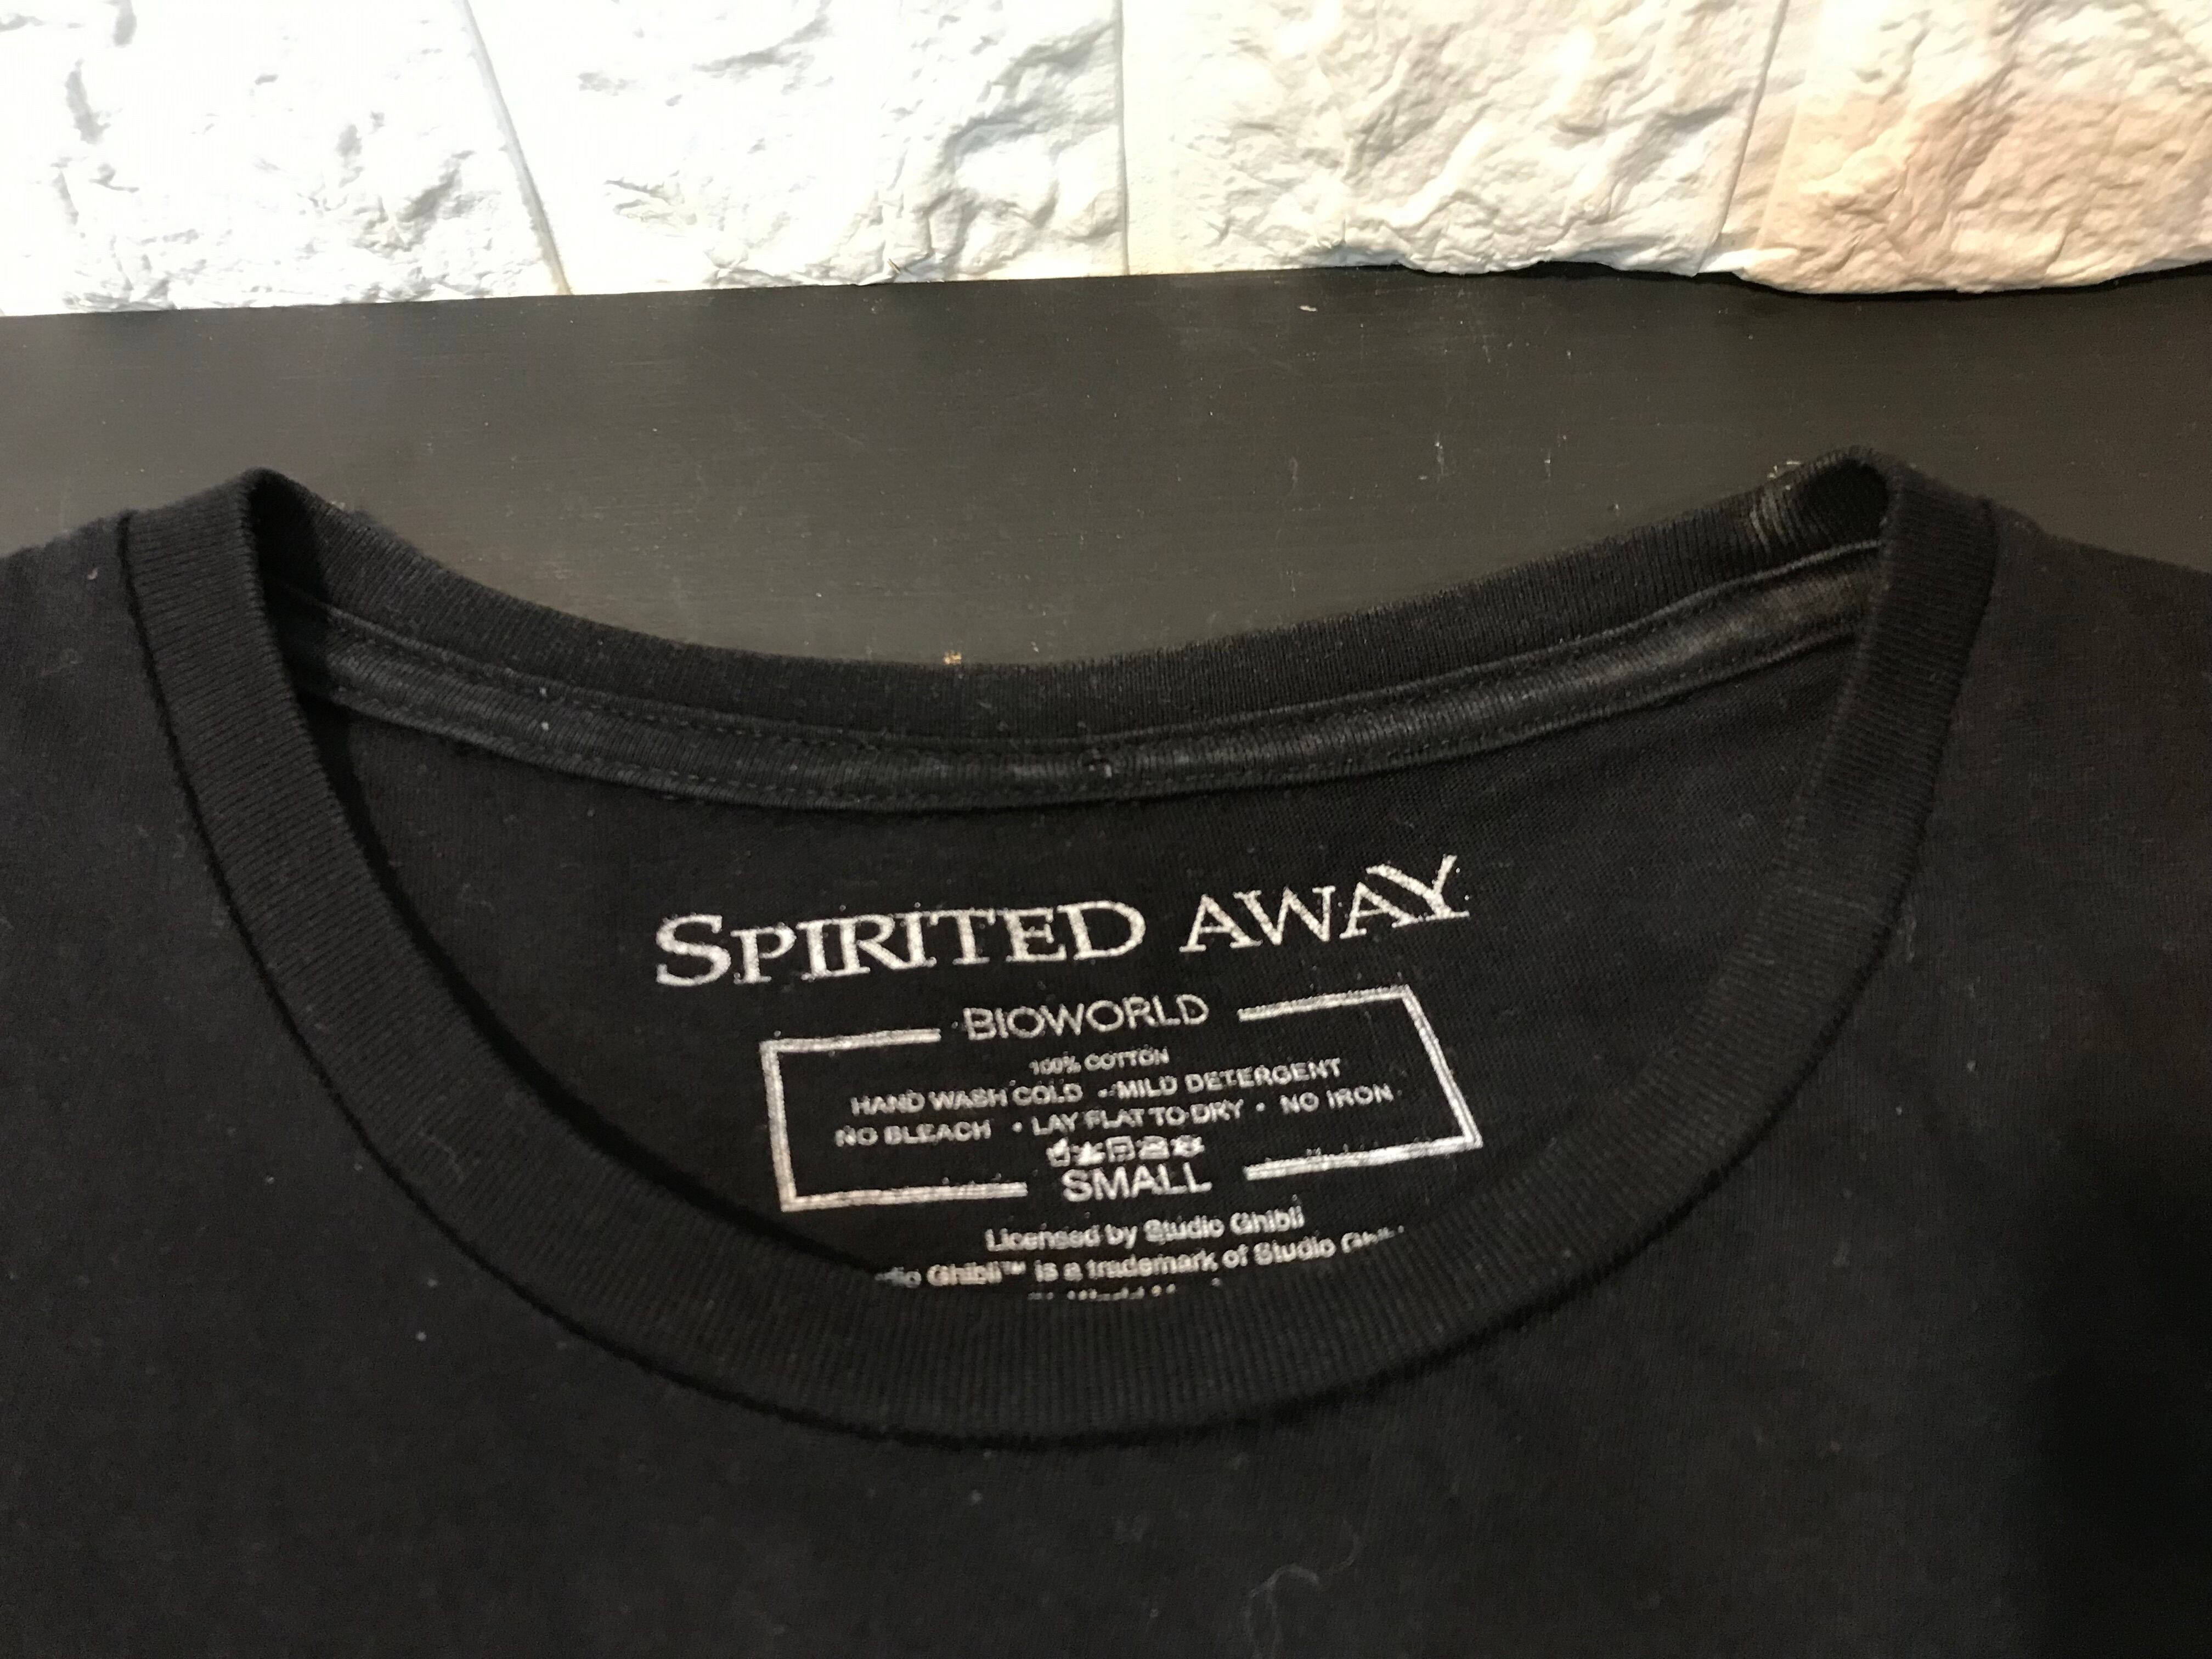 SPIRITED AWAY
BIOWORLD
100% COTTON
HAND WASH COLD • MILD DETERGENT
NO BLEACH • LAY FLAT TO DRY • NO IRON
SMALL
Licensed by Studio Ghibli
Ghibli™ is a trademark of Studio